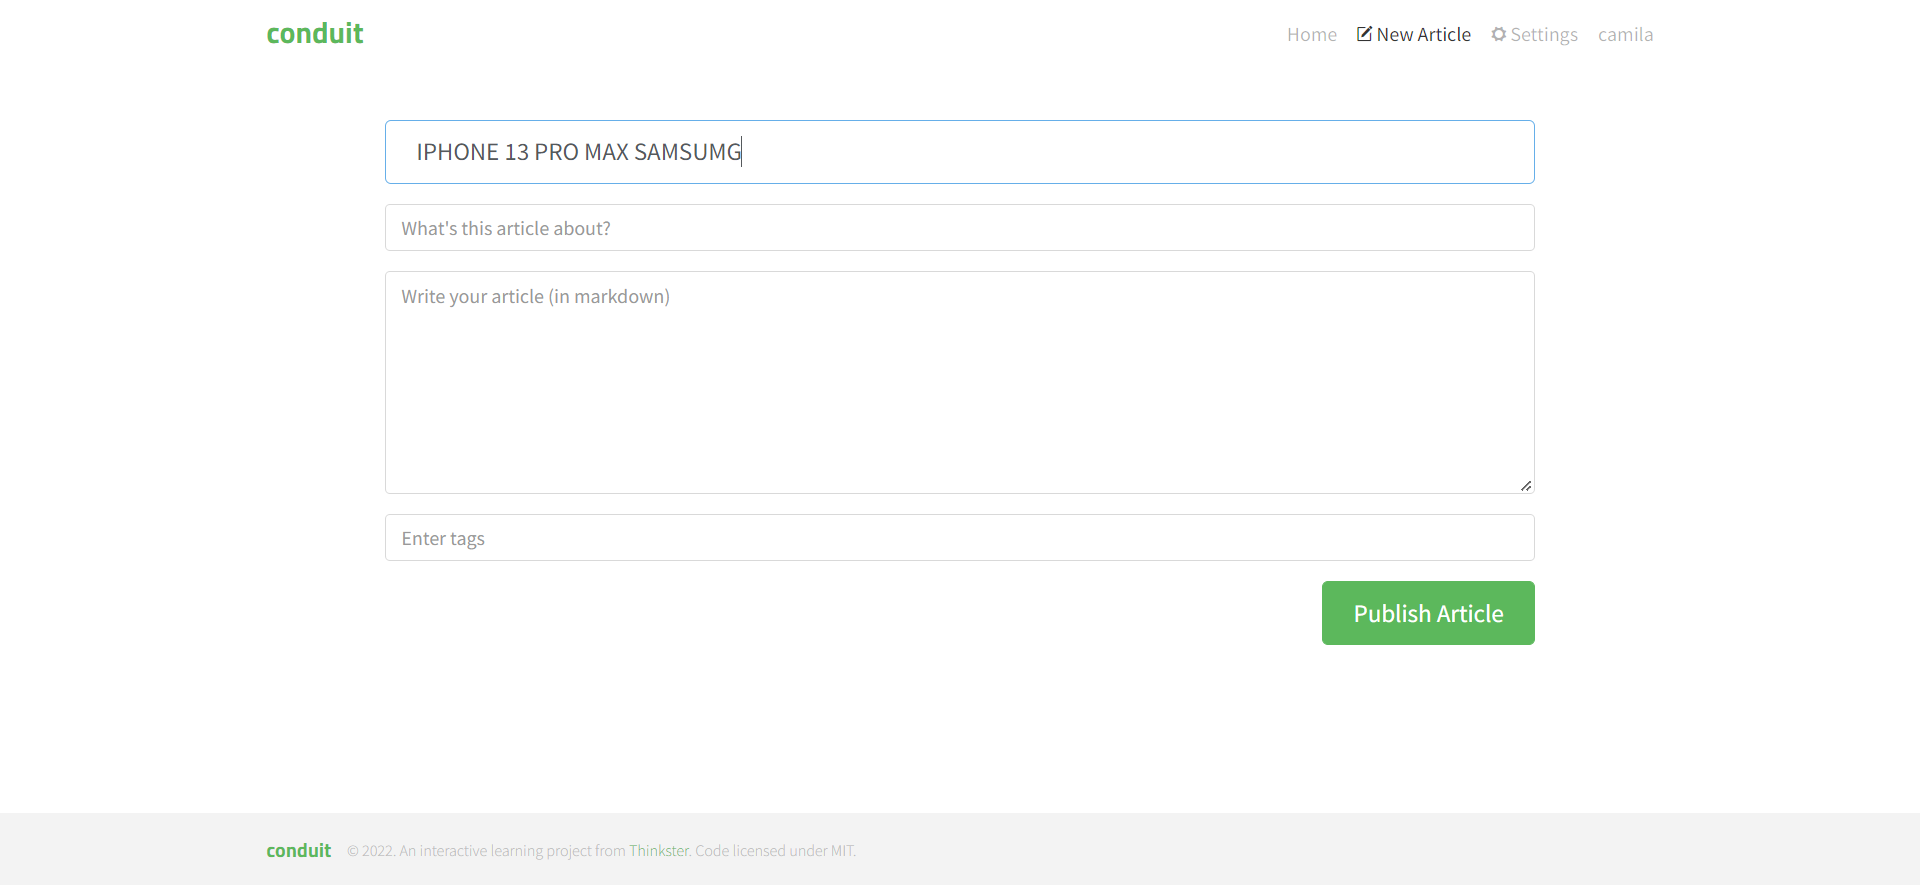 conduit
Home New Article Settings camila
IPHONE 13 PRO MAX SAMSUMG
What's this article about?
Write your article (in markdown)
Enter tags
Publish Article
conduit © 2022. An interactive learning project from Thinkster. Code licensed under MIT.